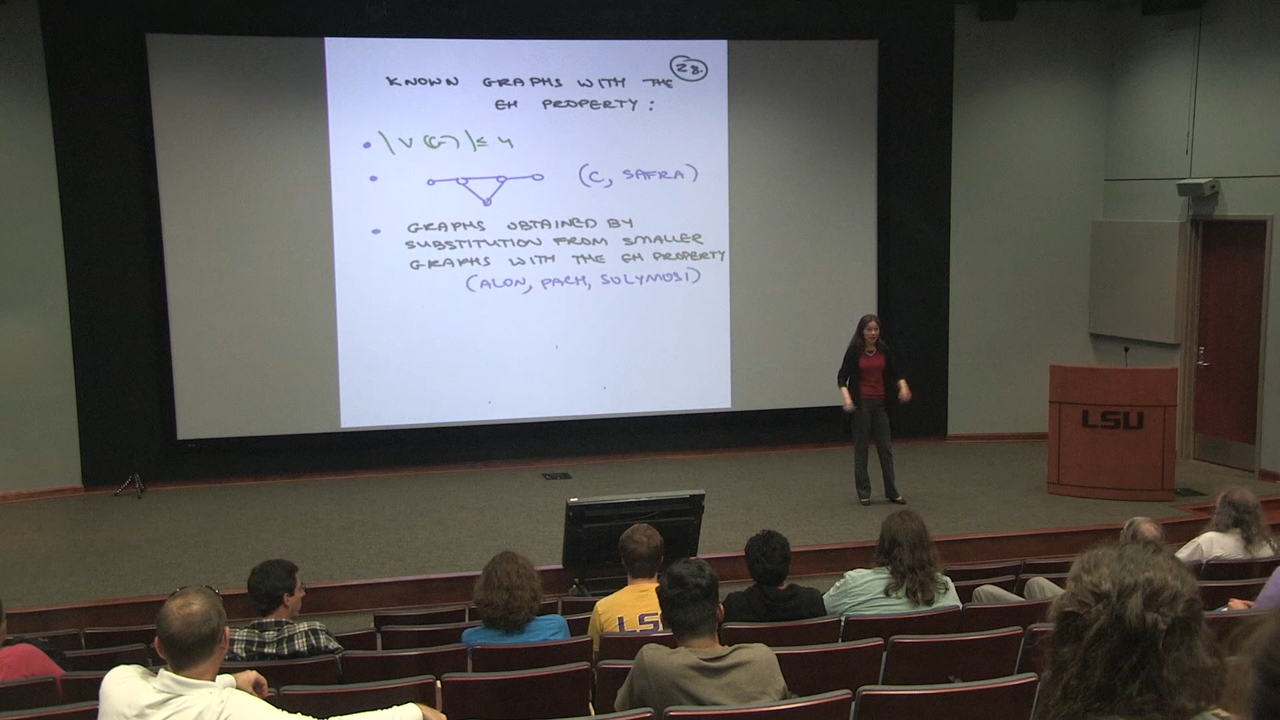 28.
KNOWN GRAPHS WITH THE
EH PROPERTY:
• |V(G)| ≤ 4
• (C, SAFRA)
• GRAPHS OBTAINED BY
SUBSTITUTION FROM SMALLER
GRAPHS WITH THE EH PROPERTY
(ALON, PACH, SOLYMOSI)
LSU
LSU